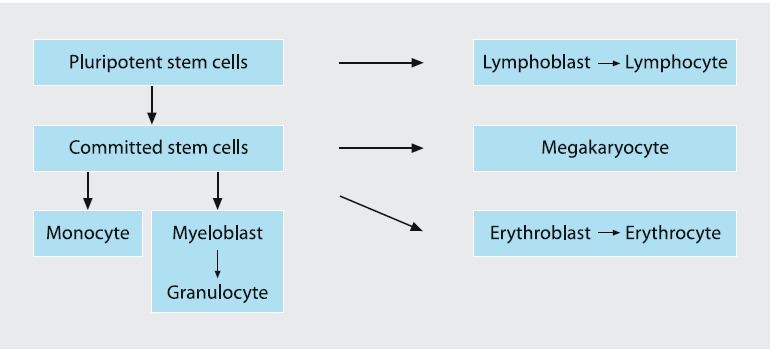 Pluripotent stem cells
Lymphoblast → Lymphocyte
Committed stem cells
Megakaryocyte
Monocyte
Myeloblast
Granulocyte
Erythroblast → Erythrocyte